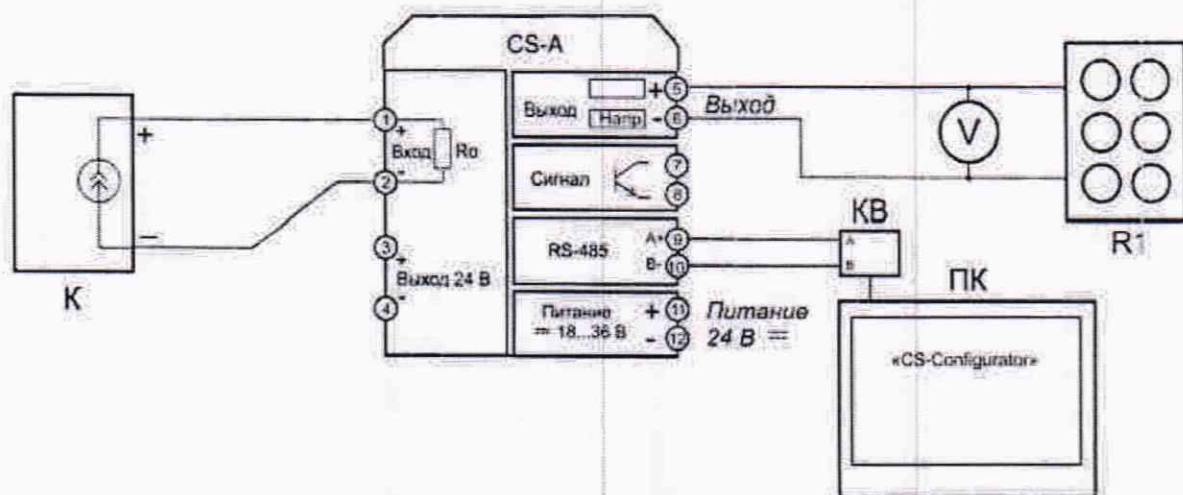 CS-A
К
+
−
1
+
Вход
Ro
2
-
3
+
Выход 24 В
4
-
Выход
Напр
+
5
-
6
Выход
Сигнал
7
8
RS-485
A+
9
B-
10
Питание
18...36 В
+
11
-
12
Питание
24 В
V
R1
КВ
A
B
ПК
«CS-Configurator»